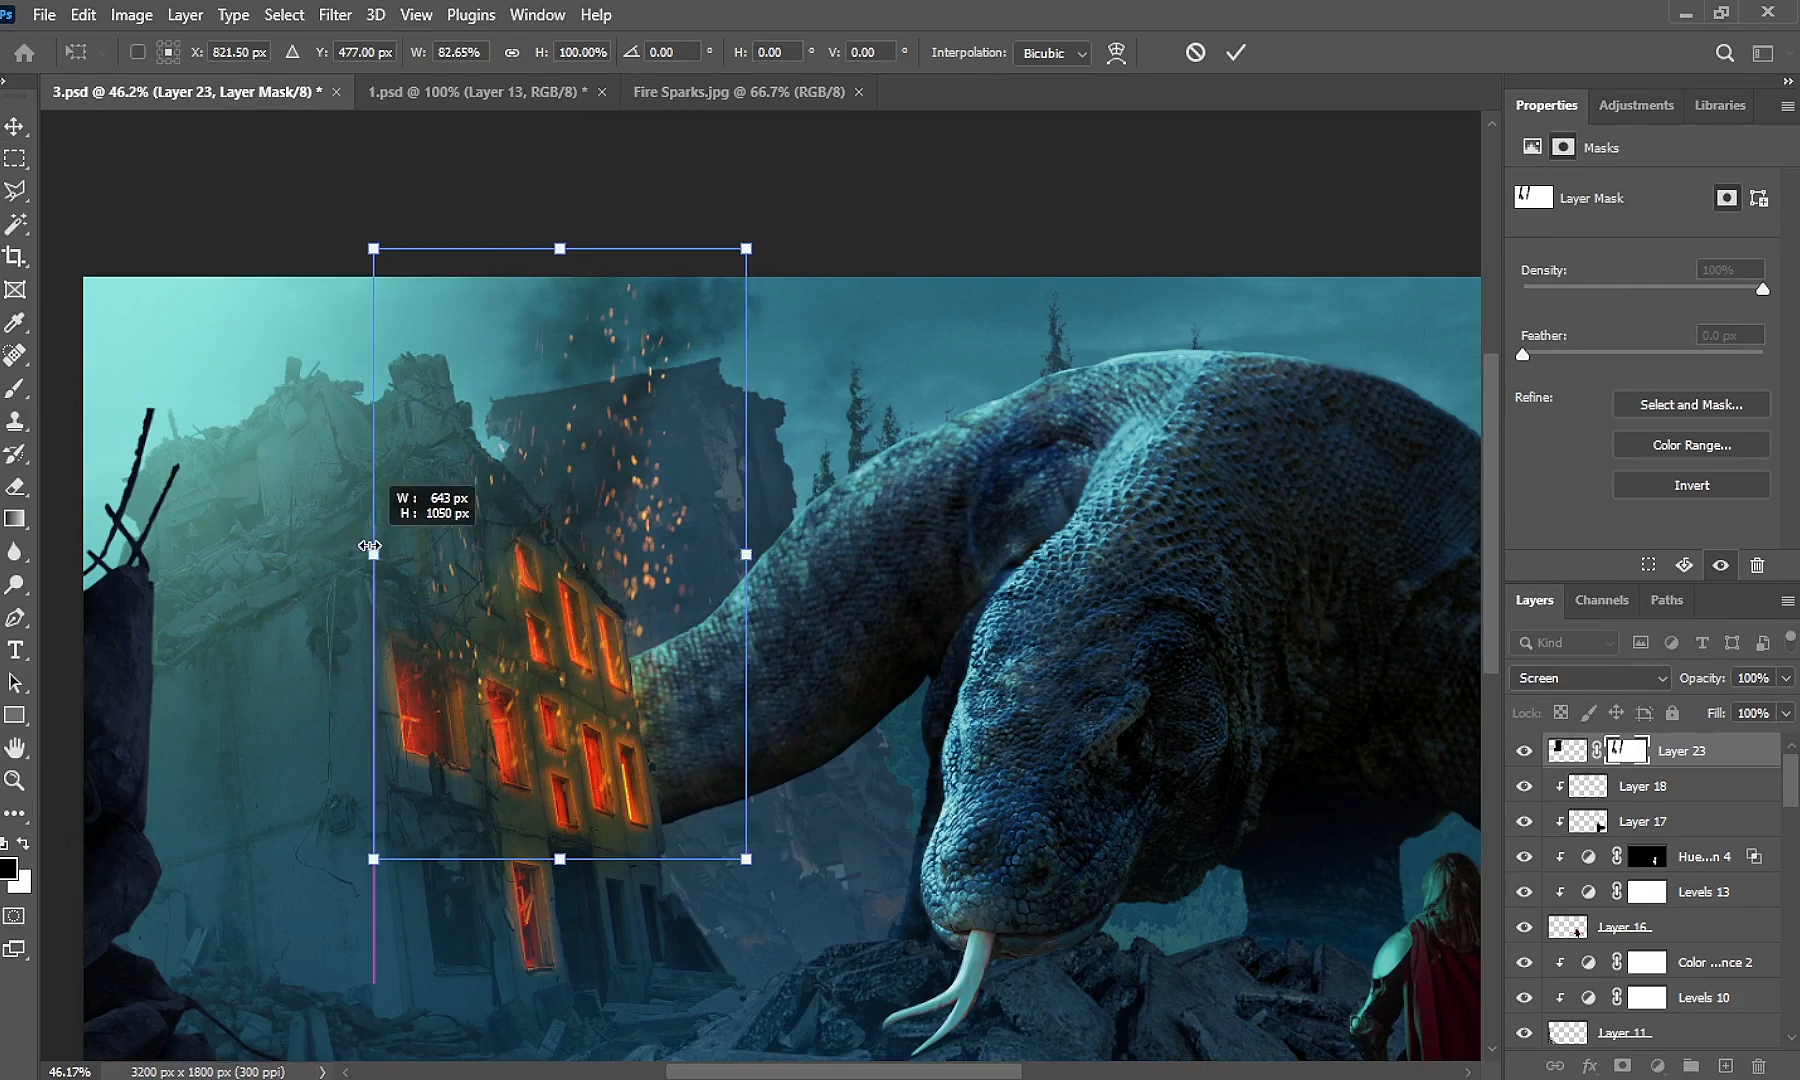 Ps File Edit Image Layer Type Select Filter 3D View Plugins Window Help
X: 821.50 px Y: 477.00 px W: 82.65% H: 100.00% 0.00 ° H: 0.00 ° V: 0.00 ° Interpolation: Bicubic
3.psd @ 46.2% (Layer 23, Layer Mask/8) * × 1.psd @ 100% (Layer 13, RGB/8) * × Fire Sparks.jpg @ 66.7% (RGB/8) ×
Properties Adjustments Libraries
Masks
Layer Mask
Density: 100%
Feather: 0.0 px
Refine: Select and Mask...
Color Range...
Invert
W : 643 px
H : 1050 px
Layers Channels Paths
Kind
Screen Opacity: 100%
Lock: Fill: 100%
Layer 23
Layer 18
Layer 17
Hue...n 4
Levels 13
Layer 16
Color ...nce 2
Levels 10
Layer 11
46.17% 3200 px x 1800 px (300 ppi)